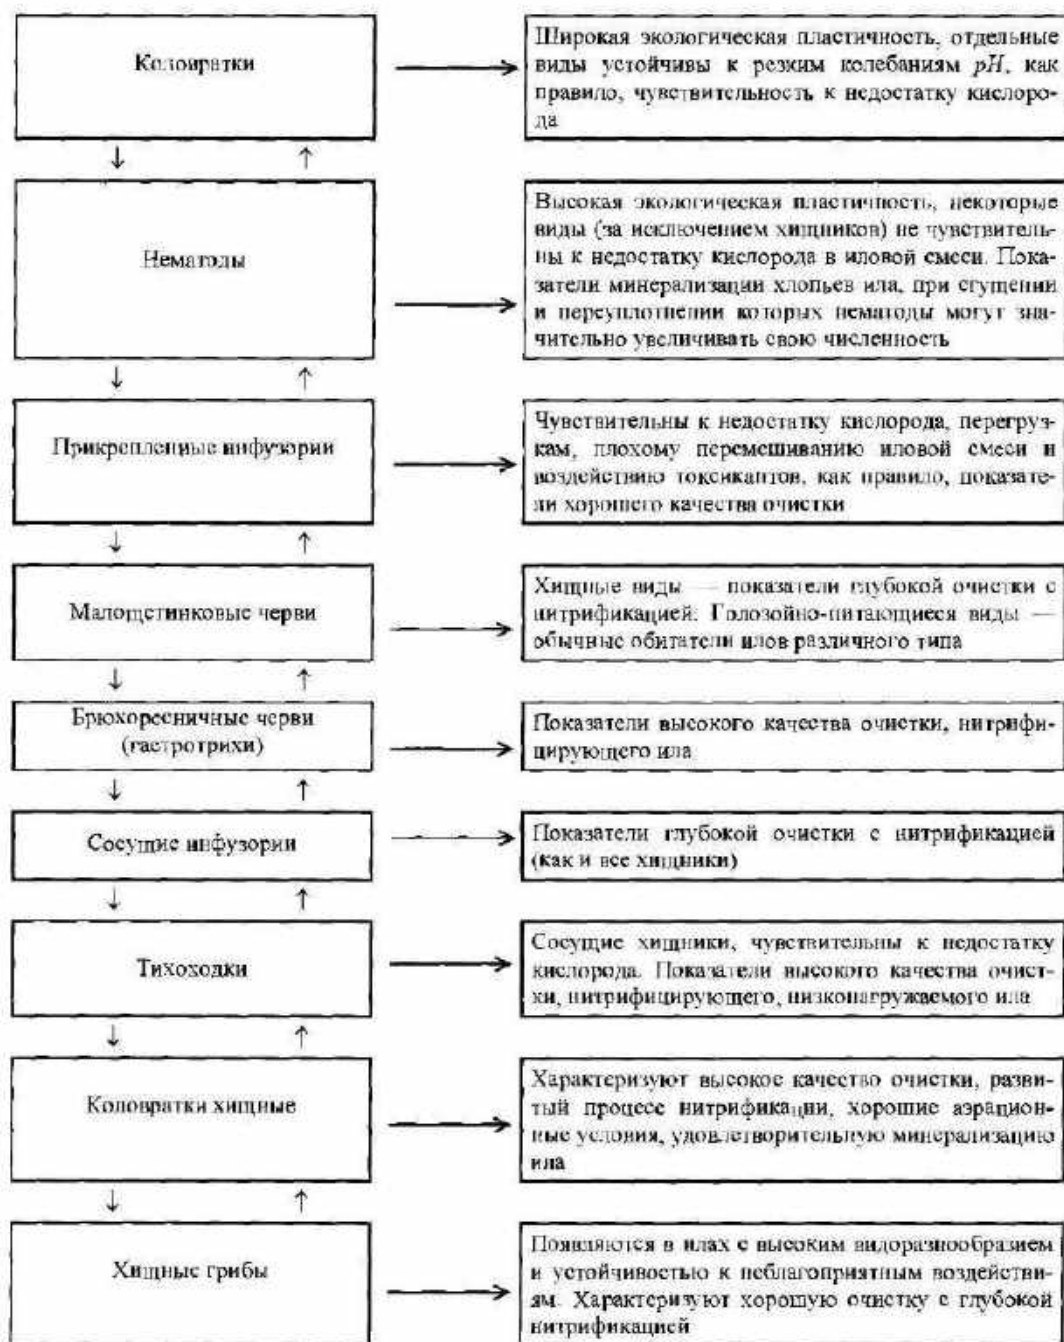 Коловратки
Широкая экологическая пластичность, отдельные
виды устойчивы к резким колебаниям pH, как
правило, чувствительность к недостатку кислоро-
да
↓ ↑
Нематоды
Высокая экологическая пластичность, некоторые
виды (за исключением хищников) не чувствитель-
ны к недостатку кислорода в иловой смеси. Пока-
затели минерализации хлопьев ила, при сгущении
и переуплотнении которых нематоды могут зна-
чительно увеличивать свою численность
↓ ↑
Прикрепленные инфузории
Чувствительны к недостатку кислорода, перегруз-
кам, плохому перемешиванию иловой смеси и
воздействию токсикантов, как правило, показате-
ли хорошего качества очистки
↓ ↑
Малощетинковые черви
Хищные виды — показатели глубокой очистки с
нитрификацией. Голозойно-питающиеся виды —
обычные обитатели илов различного типа
↓ ↑
Брюхоресничные черви
(гастротрихи)
Показатели высокого качества очистки, нитрифи-
цирующего ила
↓ ↑
Сосущие инфузории
Показатели глубокой очистки с нитрификацией
(как и все хищники)
↓ ↑
Тихоходки
Сосущие хищники, чувствительны к недостатку
кислорода. Показатели высокого качества очист-
ки, нитрифицирующего, низконагружаемого ила
↓ ↑
Коловратки хищные
Характеризуют высокое качество очистки, разви-
тый процесс нитрификации, хорошие аэрацион-
ные условия, удовлетворительную минерализацию
ила
↓ ↑
Хищные грибы
Появляются в илах с высоким видоразнообразием
и устойчивостью к неблагоприятным воздействи-
ям. Характеризуют хорошую очистку с глубокой
нитрификацией